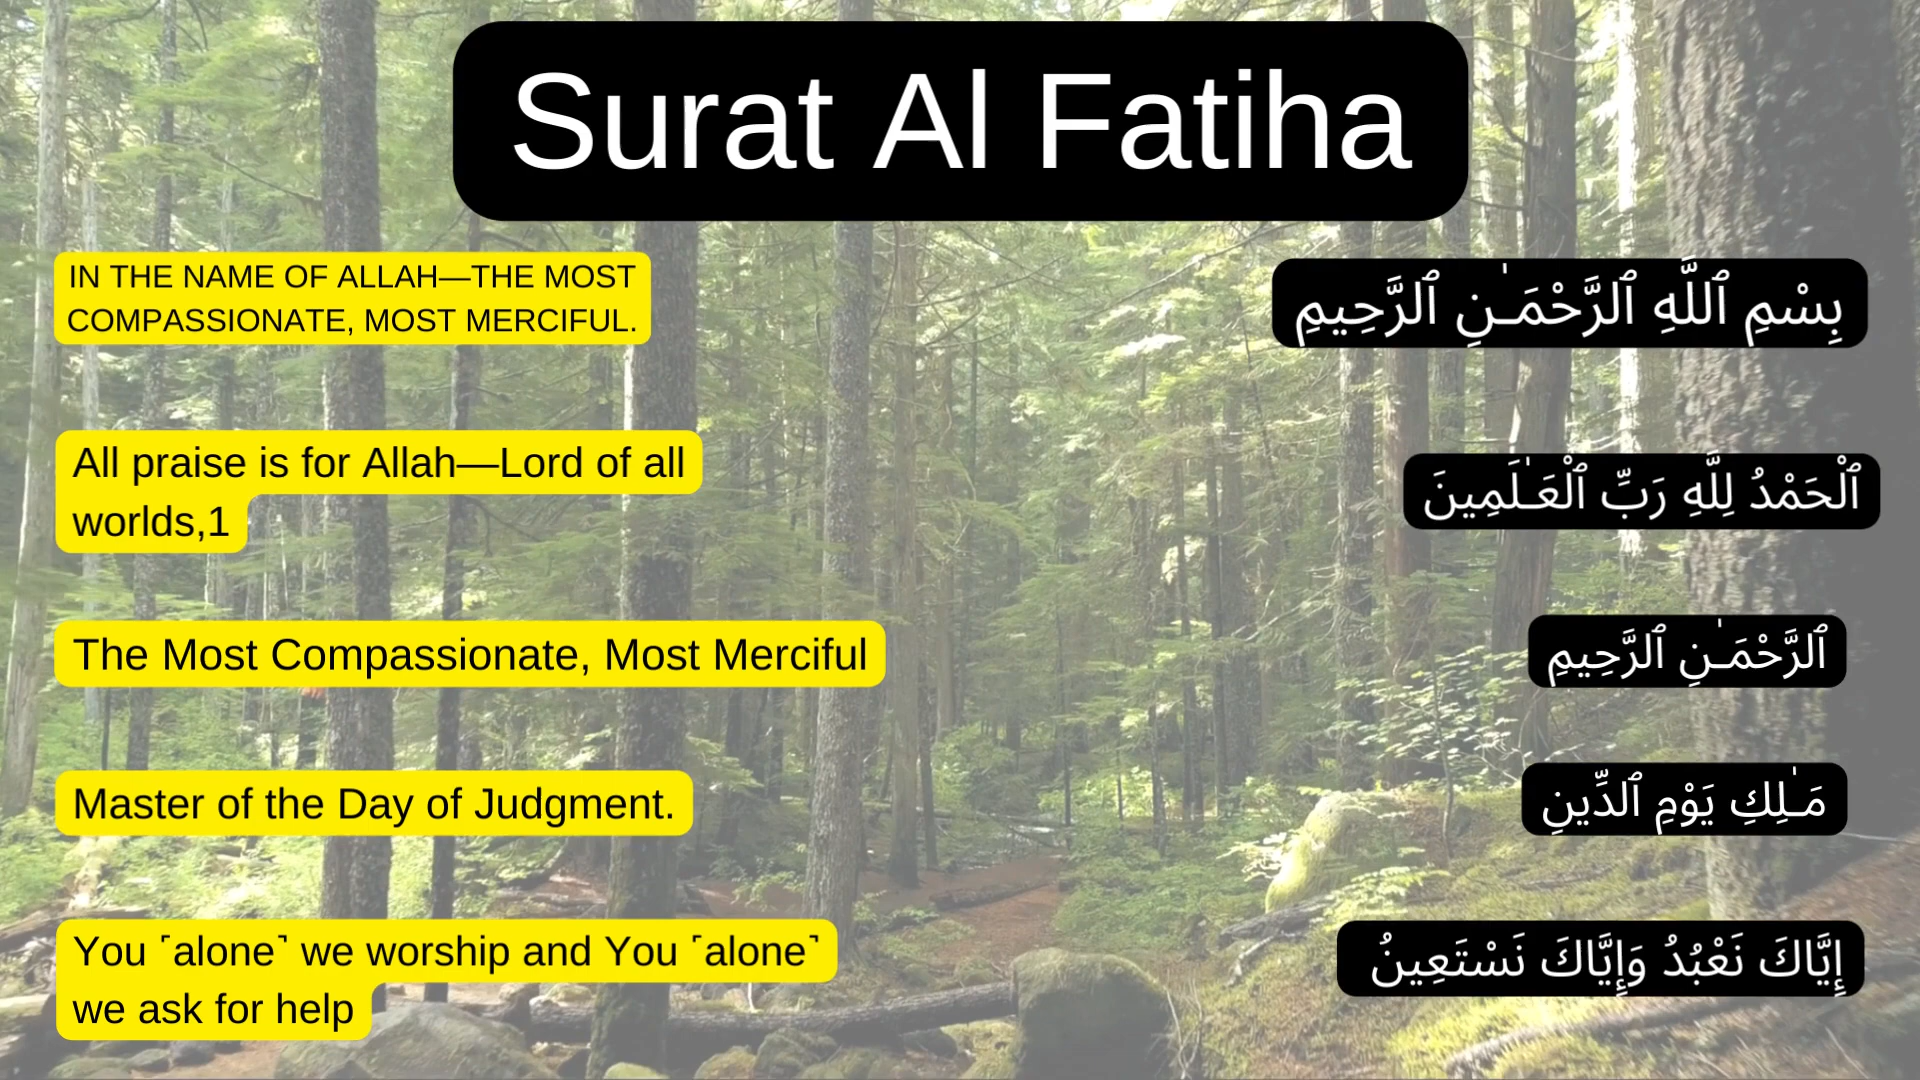 Surat Al Fatiha
IN THE NAME OF ALLAH—THE MOST
COMPASSIONATE, MOST MERCIFUL.
بِسْمِ ٱللَّهِ ٱلرَّحْمَـٰنِ ٱلرَّحِيمِ
All praise is for Allah—Lord of all
worlds,1
ٱلْحَمْدُ لِلَّهِ رَبِّ ٱلْعَـٰلَمِينَ
The Most Compassionate, Most Merciful
ٱلرَّحْمَـٰنِ ٱلرَّحِيمِ
Master of the Day of Judgment.
مَـٰلِكِ يَوْمِ ٱلدِّينِ
You ˹alone˺ we worship and You ˹alone˺
we ask for help
إِيَّاكَ نَعْبُدُ وَإِيَّاكَ نَسْتَعِينُ